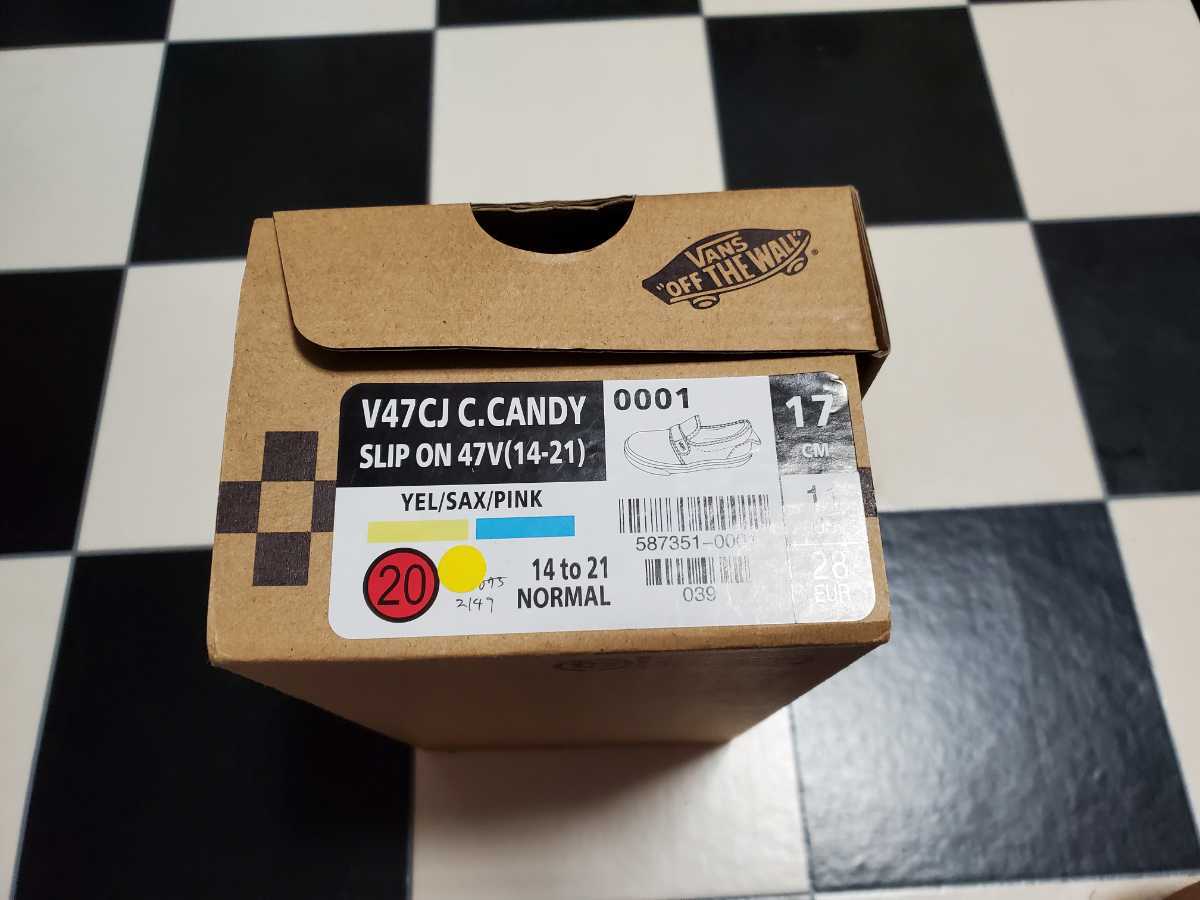 VANS
"OFF THE WALL"
V47CJ C.CANDY
SLIP ON 47V(14-21)
0001
17
CM
YEL/SAX/PINK
587351-000
28
EUR
20
14 to 21
NORMAL
2149
039